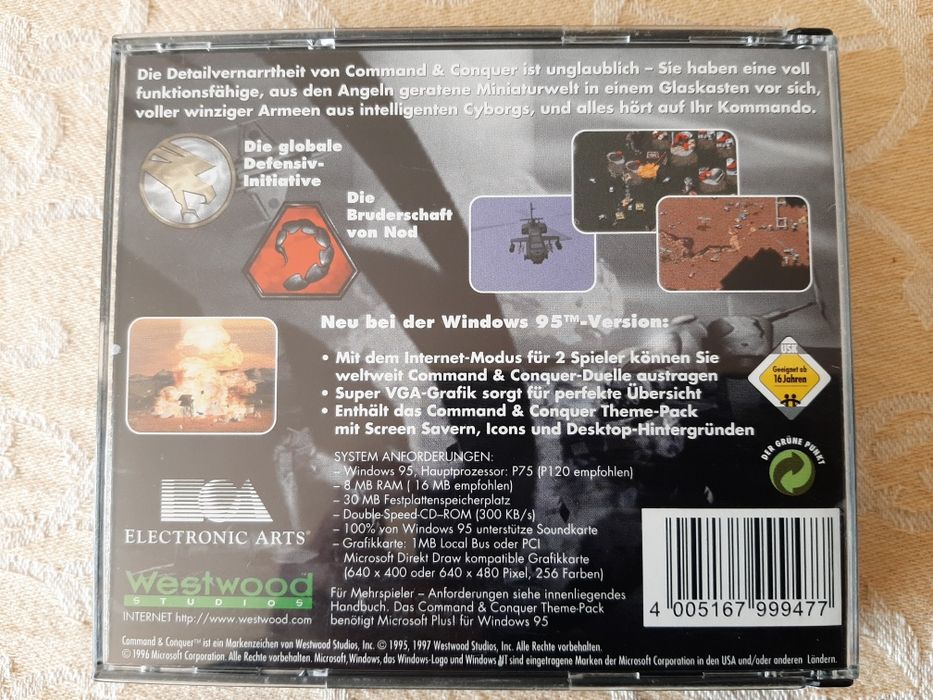 Die Detailvernarrtheit von Command & Conquer ist unglaublich – Sie haben eine voll
funktionsfähige, aus den Angeln geratene Miniaturwelt in einem Glaskasten vor sich,
voller winziger Armeen aus intelligenten Cyborgs, und alles hört auf Ihr Kommando.
Die globale
Defensiv-
Initiative
Die
Bruderschaft
von Nod
Neu bei der Windows 95™-Version:
• Mit dem Internet-Modus für 2 Spieler können Sie
weltweit Command & Conquer-Duelle austragen
• Super VGA-Grafik sorgt für perfekte Übersicht
• Enthält das Command & Conquer Theme-Pack
mit Screen Savern, Icons und Desktop-Hintergründen
USK
Geeignet ab
16 Jahren
DER GRÜNE PUNKT
SYSTEM ANFORDERUNGEN:
– Windows 95, Hauptprozessor: P75 (P120 empfohlen)
– 8 MB RAM ( 16 MB empfohlen)
– 30 MB Festplattenspeicherplatz
– Double-Speed-CD–ROM (300 KB/s)
– 100% von Windows 95 unterstütze Soundkarte
– Grafikkarte: 1MB Local Bus oder PCI
Microsoft Direkt Draw kompatible Grafikkarte
(640 x 400 oder 640 x 480 Pixel, 256 Farben)
Für Mehrspieler – Anforderungen siehe innenliegendes
Handbuch. Das Command & Conquer Theme-Pack
benötigt Microsoft Plus! für Windows 95
EA
ELECTRONIC ARTS®
Westwood™
STUDIOS
INTERNET http://www.westwood.com
4 005167 999477
Command & Conquer™ ist ein Markenzeichen von Westwood Studios, Inc. © 1995, 1997 Westwood Studios, Inc. Alle Rechte vorbehalten.
© 1996 Microsoft Corporation. Alle Rechte vorbehalten. Microsoft, Windows, das Windows-Logo und Windows NT sind eingetragene Marken der Microsoft Corporation in den USA und/oder anderen Ländern.